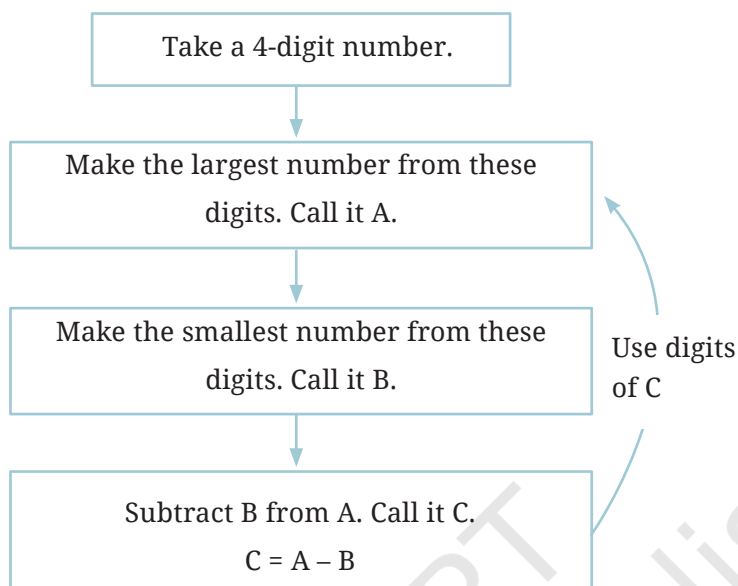 Take a 4-digit number.
Make the largest number from these
digits. Call it A.
Make the smallest number from these
digits. Call it B.
Use digits
of C
Subtract B from A. Call it C.
C = A – B